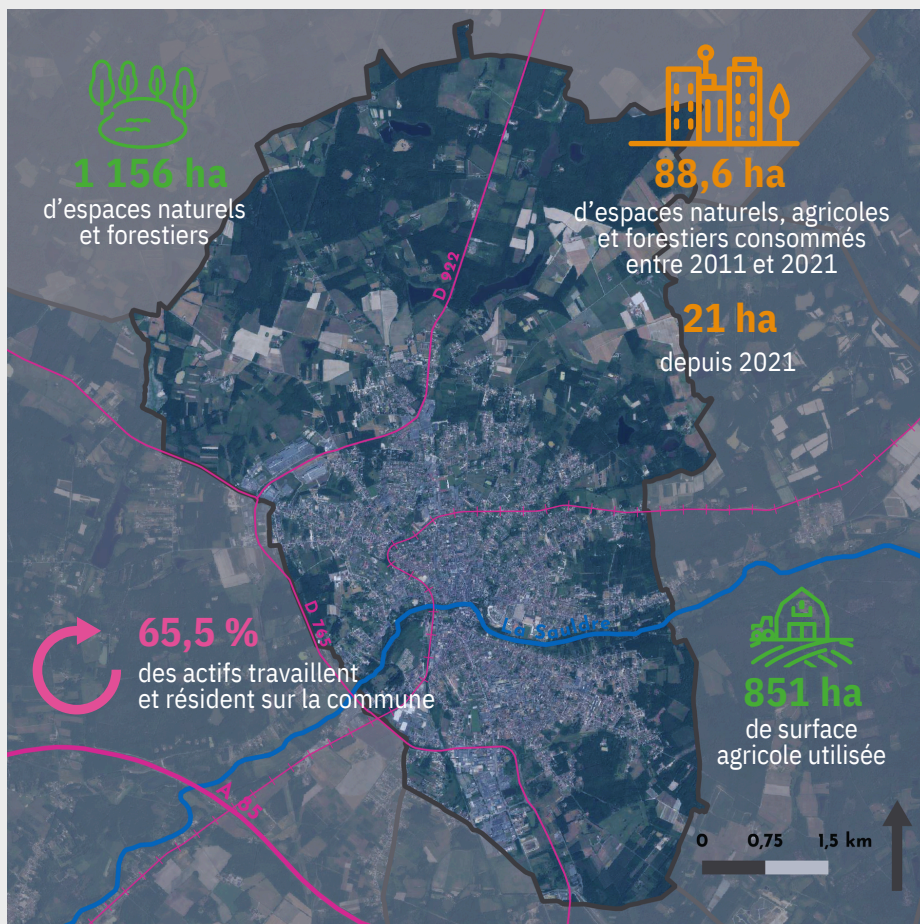 1 156 ha
d'espaces naturels
et forestiers
88,6 ha
d'espaces naturels, agricoles
et forestiers consommés
entre 2011 et 2021
21 ha
depuis 2021
D 922
La Sauldre
D 765
65,5 %
des actifs travaillent
et résident sur la commune
851 ha
de surface
agricole utilisée
A 85
0 0,75 1,5 km